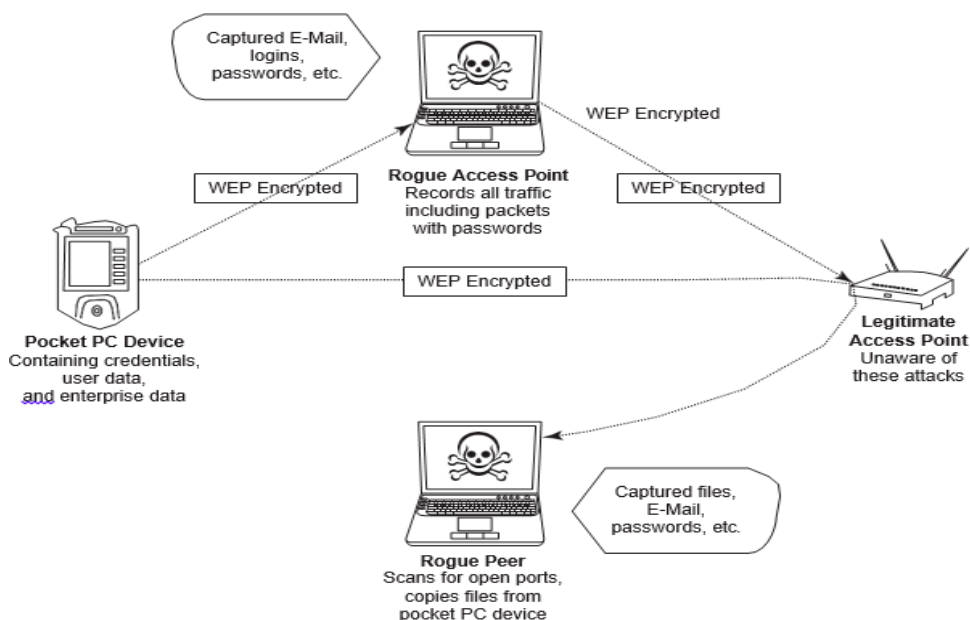 Captured E-Mail,
logins,
passwords, etc.
WEP Encrypted
WEP Encrypted
Rogue Access Point
Records all traffic
including packets
with passwords
WEP Encrypted
WEP Encrypted
Pocket PC Device
Containing credentials,
user data,
and enterprise data
Legitimate
Access Point
Unaware of
these attacks
Captured files,
E-Mail,
passwords, etc.
Rogue Peer
Scans for open ports,
copies files from
pocket PC device